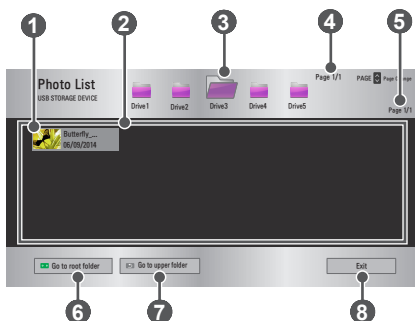 1 2 3 4 5
Photo List
USB STORAGE DEVICE
Drive1 Drive2 Drive3 Drive4 Drive5
Page 1/1
PAGE Page Change
Page 1/1
Butterfly_...
06/09/2014
Go to root folder
Go to upper folder
Exit
6 7 8